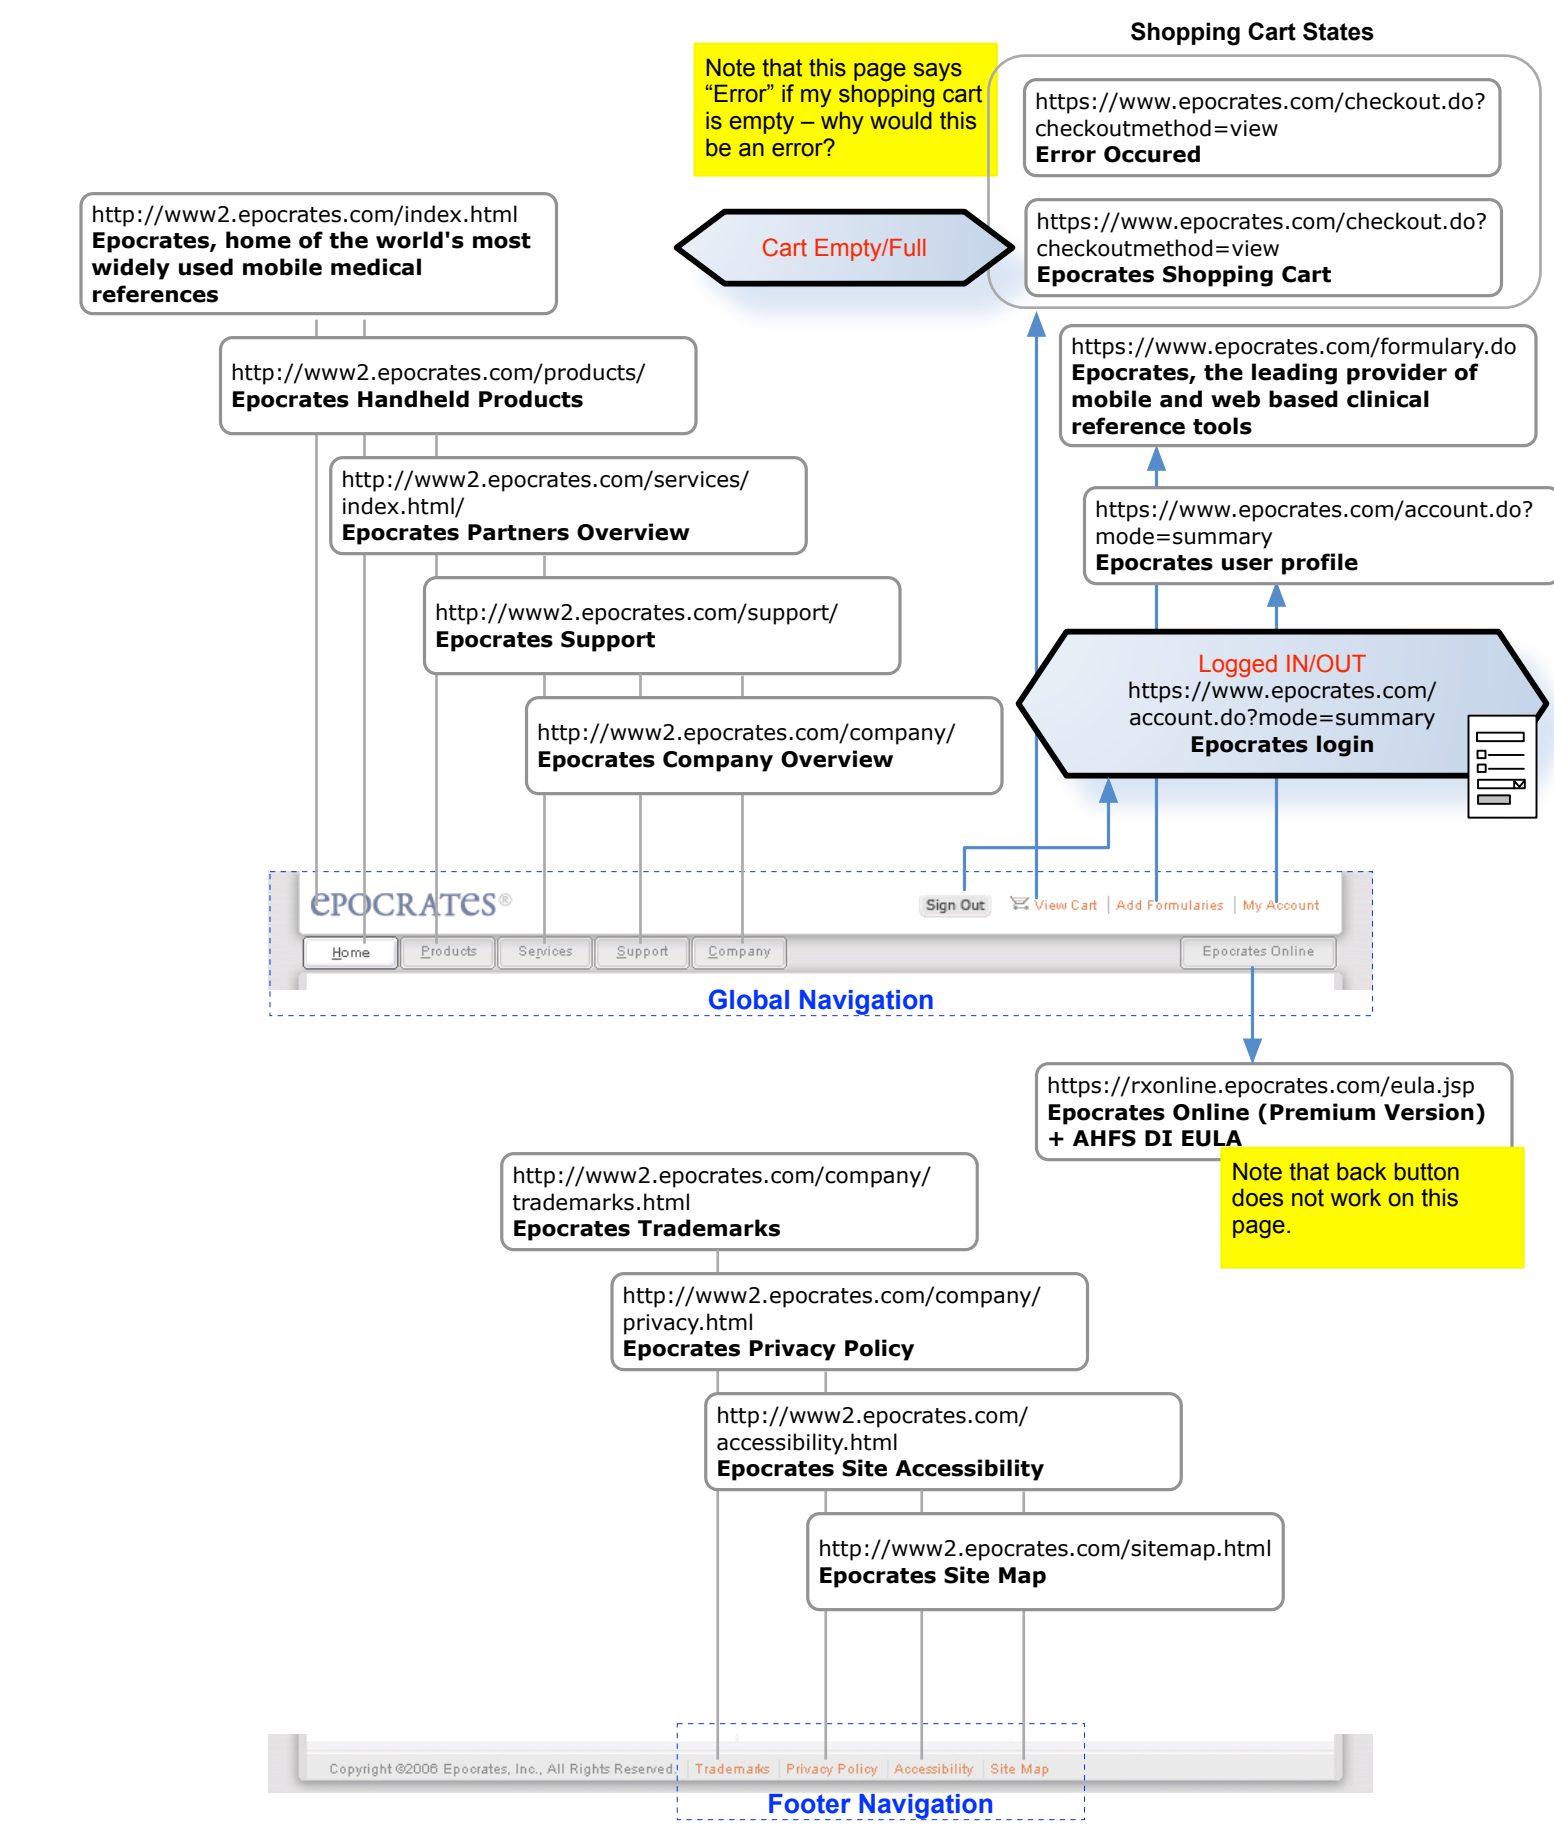 Shopping Cart States
Note that this page says
“Error” if my shopping cart
is empty – why would this
be an error?
https://www.epocrates.com/checkout.do?
checkoutmethod=view
Error Occured
Cart Empty/Full
https://www.epocrates.com/checkout.do?
checkoutmethod=view
Epocrates Shopping Cart
http://www2.epocrates.com/index.html
Epocrates, home of the world's most
widely used mobile medical
references
http://www2.epocrates.com/products/
Epocrates Handheld Products
https://www.epocrates.com/formulary.do
Epocrates, the leading provider of
mobile and web based clinical
reference tools
http://www2.epocrates.com/services/
index.html/
Epocrates Partners Overview
https://www.epocrates.com/account.do?
mode=summary
Epocrates user profile
http://www2.epocrates.com/support/
Epocrates Support
Logged IN/OUT
https://www.epocrates.com/
account.do?mode=summary
Epocrates login
http://www2.epocrates.com/company/
Epocrates Company Overview
epocrates®
Sign Out
View Cart | Add Formularies | My Account
Home
Products
Services
Support
Company
Epocrates Online
Global Navigation
https://rxonline.epocrates.com/eula.jsp
Epocrates Online (Premium Version)
+ AHFS DI EULA
Note that back button
does not work on this
page.
http://www2.epocrates.com/company/
trademarks.html
Epocrates Trademarks
http://www2.epocrates.com/company/
privacy.html
Epocrates Privacy Policy
http://www2.epocrates.com/
accessibility.html
Epocrates Site Accessibility
http://www2.epocrates.com/sitemap.html
Epocrates Site Map
Copyright ©2006 Epocrates, Inc., All Rights Reserved. | Trademarks | Privacy Policy | Accessibility | Site Map
Footer Navigation